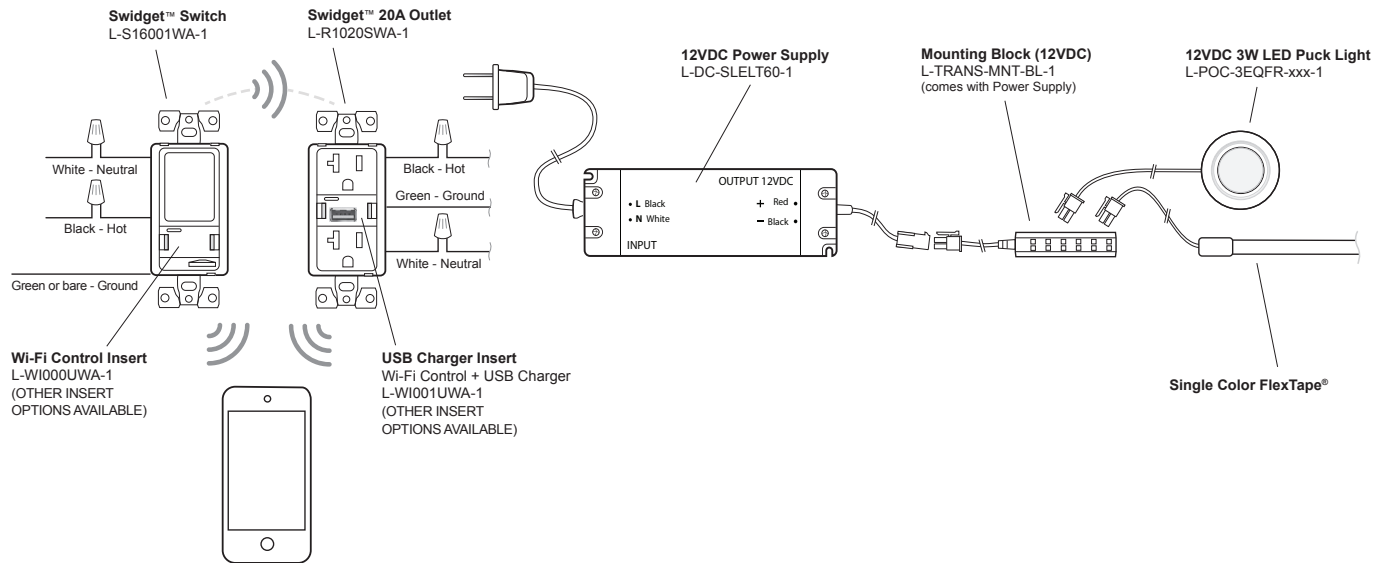 Swidget™ Switch
L-S16001WA-1
Swidget™ 20A Outlet
L-R1020SWA-1
12VDC Power Supply
L-DC-SLELT60-1
Mounting Block (12VDC)
L-TRANS-MNT-BL-1
(comes with Power Supply)
12VDC 3W LED Puck Light
L-POC-3EQFR-xxx-1
White - Neutral
Black - Hot
Green or bare - Ground
Black - Hot
Green - Ground
White - Neutral
OUTPUT 12VDC
• L Black
• N White
INPUT
+ Red •
– Black •
Wi-Fi Control Insert
L-WI000UWA-1
(OTHER INSERT
OPTIONS AVAILABLE)
USB Charger Insert
Wi-Fi Control + USB Charger
L-WI001UWA-1
(OTHER INSERT
OPTIONS AVAILABLE)
Single Color FlexTape®